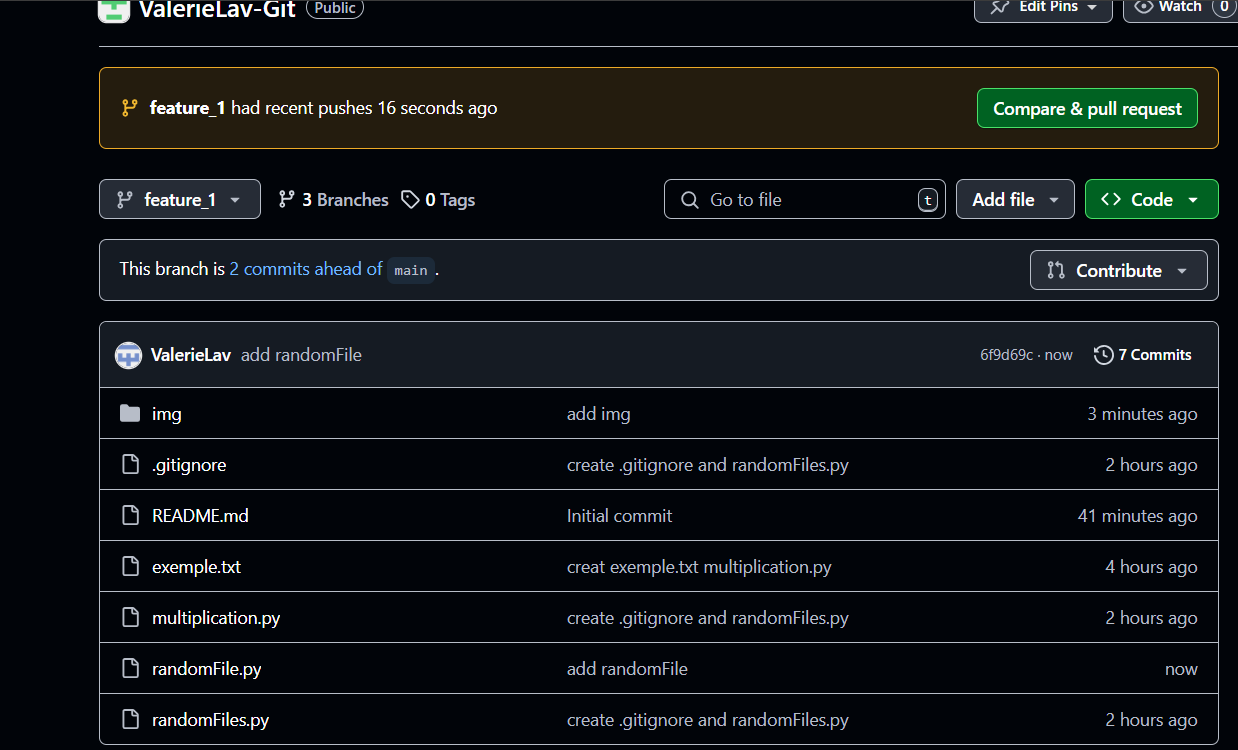 ValerieLav-Git Public Edit Pins Watch 0
feature_1 had recent pushes 16 seconds ago Compare & pull request
feature_1 3 Branches 0 Tags Go to file t Add file Code
This branch is 2 commits ahead of main . Contribute
ValerieLav add randomFile 6f9d69c · now 7 Commits
img add img 3 minutes ago
.gitignore create .gitignore and randomFiles.py 2 hours ago
README.md Initial commit 41 minutes ago
exemple.txt creat exemple.txt multiplication.py 4 hours ago
multiplication.py create .gitignore and randomFiles.py 2 hours ago
randomFile.py add randomFile now
randomFiles.py create .gitignore and randomFiles.py 2 hours ago